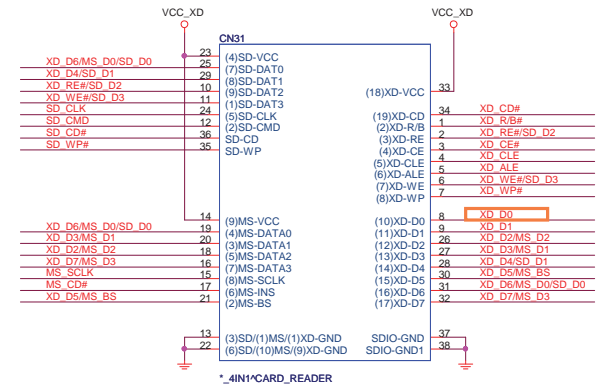 VCC_XD VCC_XD
CN31
23 (4)SD-VCC
XD_D6/MS_D0/SD_D0 25 (7)SD-DAT0
XD_D4/SD_D1 29 (8)SD-DAT1
XD_RE#/SD_D2 10 (9)SD-DAT2 (18)XD-VCC 33
XD_WE#/SD_D3 11 (1)SD-DAT3
SD_CLK 24 (5)SD-CLK (19)XD-CD 34 XD_CD#
SD_CMD 12 (2)SD-CMD (2)XD-R/B 1 XD_R/B#
SD_CD# 36 SD-CD (3)XD-RE 2 XD_RE#/SD_D2
SD_WP# 35 SD-WP (4)XD-CE 3 XD_CE#
(5)XD-CLE 4 XD_CLE
(6)XD-ALE 5 XD_ALE
(7)XD-WE 6 XD_WE#/SD_D3
(8)XD-WP 7 XD_WP#
14 (9)MS-VCC (10)XD-D0 8 XD_D0
XD_D6/MS_D0/SD_D0 19 (4)MS-DATA0 (11)XD-D1 9 XD_D1
XD_D3/MS_D1 20 (3)MS-DATA1 (12)XD-D2 26 XD_D2/MS_D2
XD_D2/MS_D2 18 (5)MS-DATA2 (13)XD-D3 27 XD_D3/MS_D1
XD_D7/MS_D3 16 (7)MS-DATA3 (14)XD-D4 28 XD_D4/SD_D1
MS_SCLK 15 (8)MS-SCLK (15)XD-D5 30 XD_D5/MS_BS
MS_CD# 17 (6)MS-INS (16)XD-D6 31 XD_D6/MS_D0/SD_D0
XD_D5/MS_BS 21 (2)MS-BS (17)XD-D7 32 XD_D7/MS_D3
13 (3)SD/(1)MS/(1)XD-GND SDIO-GND 37
22 (6)SD/(10)MS/(9)XD-GND SDIO-GND1 38
*_4IN1^CARD_READER